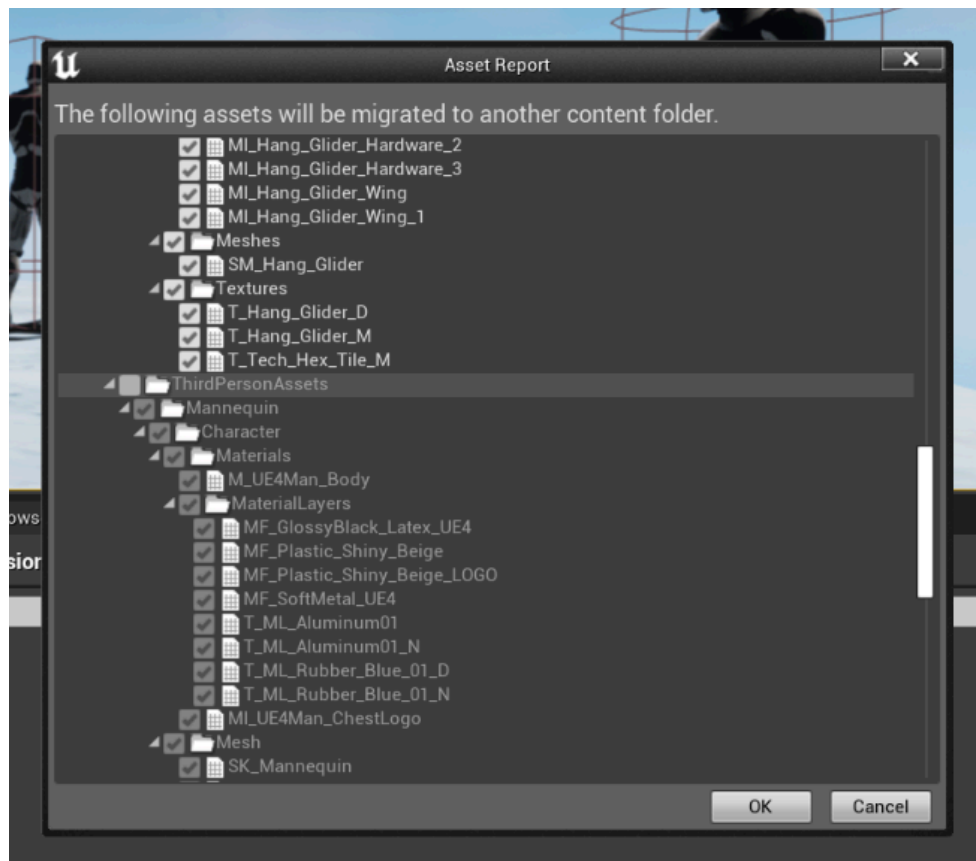 Asset Report
The following assets will be migrated to another content folder.
MI_Hang_Glider_Hardware_2
MI_Hang_Glider_Hardware_3
MI_Hang_Glider_Wing
MI_Hang_Glider_Wing_1
Meshes
SM_Hang_Glider
Textures
T_Hang_Glider_D
T_Hang_Glider_M
T_Tech_Hex_Tile_M
ThirdPersonAssets
Mannequin
Character
Materials
M_UE4Man_Body
MaterialLayers
MF_GlossyBlack_Latex_UE4
MF_Plastic_Shiny_Beige
MF_Plastic_Shiny_Beige_LOGO
MF_SoftMetal_UE4
T_ML_Aluminum01
T_ML_Aluminum01_N
T_ML_Rubber_Blue_01_D
T_ML_Rubber_Blue_01_N
MI_UE4Man_ChestLogo
Mesh
SK_Mannequin
OK Cancel
ows
sion